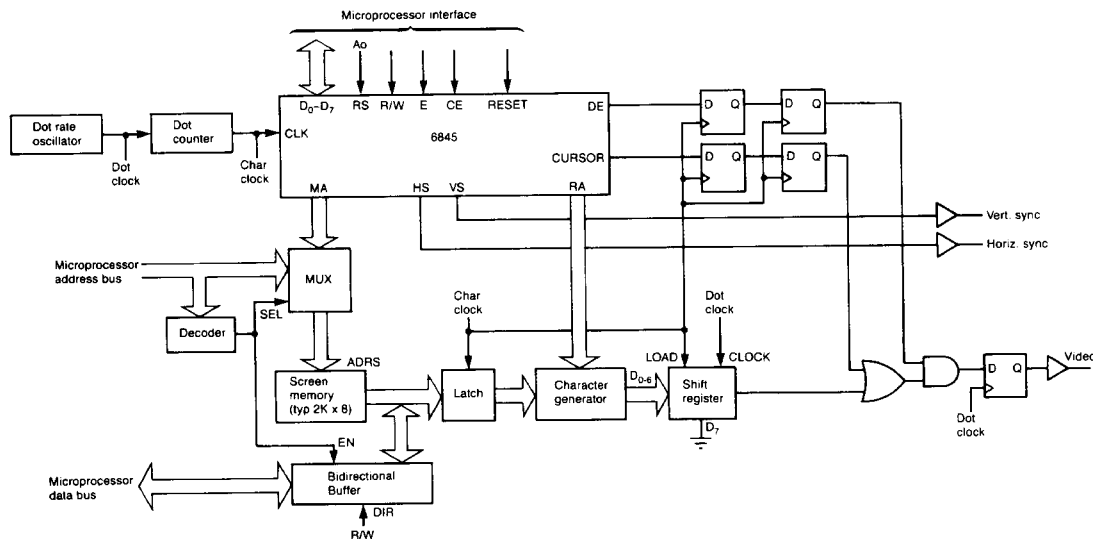 Microprocessor interface
Ao
D0–D7 RS R/W E CE RESET DE
Dot rate
oscillator
Dot
counter
CLK
6845
Dot
clock
Char
clock
CURSOR
MA HS VS RA
D Q
D Q
D Q
D Q
Vert. sync
Horiz. sync
Microprocessor
address bus
MUX
SEL
Decoder
Char
clock
Dot
clock
ADRS
LOAD
CLOCK
Screen
memory
(typ 2K x 8)
Latch
Character
generator
D0-6
Shift
register
D7
D Q
Video
Dot
clock
EN
Microprocessor
data bus
Bidirectional
Buffer
DIR
R/W